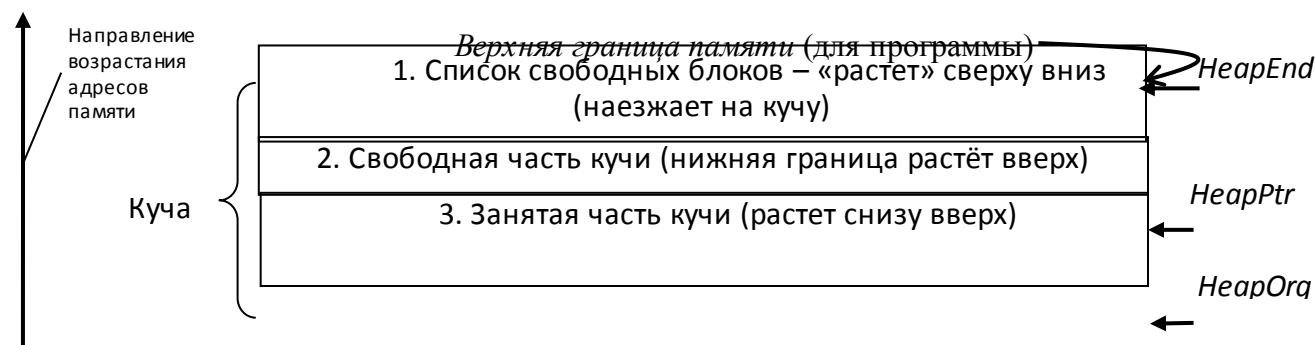 Направление
возрастания
адресов
памяти
Верхняя граница памяти (для программы)
1. Список свободных блоков – «растет» сверху вниз
(наезжает на кучу)
HeapEnd
2. Свободная часть кучи (нижняя граница растёт вверх)
Куча
3. Занятая часть кучи (растет снизу вверх)
HeapPtr
HeapOrg